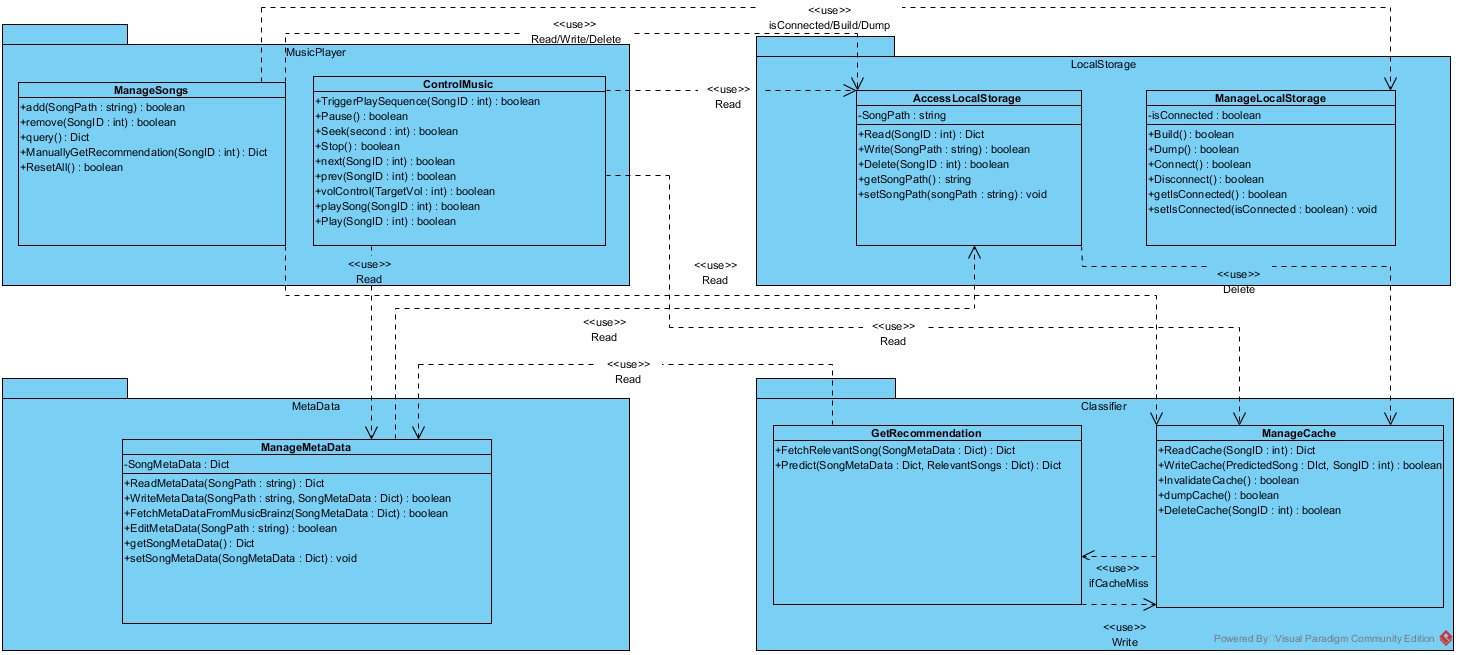 <<use>>
isConnected/Build/Dump
<<use>>
Read/Write/Delete
MusicPlayer
ManageSongs
+add(SongPath : string) : boolean
+remove(SongID : int) : boolean
+query() : Dict
+ManuallyGetRecommendation(SongID : int) : Dict
+ResetAll() : boolean
ControlMusic
+TriggerPlaySequence(SongID : int) : boolean
+Pause() : boolean
+Seek(second : int) : boolean
+Stop() : boolean
+next(SongID : int) : boolean
+prev(SongID : int) : boolean
+volControl(TargetVol : int) : boolean
+playSong(SongID : int) : boolean
+Play(SongID : int) : boolean
<<use>>
Read
LocalStorage
AccessLocalStorage
-SongPath : string
+Read(SongID : int) : Dict
+Write(SongPath : string) : boolean
+Delete(SongID : int) : boolean
+getSongPath() : string
+setSongPath(songPath : string) : void
ManageLocalStorage
-isConnected : boolean
+Build() : boolean
+Dump() : boolean
+Connect() : boolean
+Disconnect() : boolean
+getIsConnected() : boolean
+setIsConnected(isConnected : boolean) : void
<<use>>
Read
<<use>>
Read
<<use>>
Delete
<<use>>
Read
<<use>>
Read
<<use>>
Read
MetaData
ManageMetaData
-SongMetaData : Dict
+ReadMetaData(SongPath : string) : Dict
+WriteMetaData(SongPath : string, SongMetaData : Dict) : boolean
+FetchMetaDataFromMusicBrainz(SongMetaData : Dict) : boolean
+EditMetaData(SongPath : string) : boolean
+getSongMetaData() : Dict
+setSongMetaData(SongMetaData : Dict) : void
Classifier
GetRecommendation
+FetchRelevantSong(SongMetaData : Dict) : Dict
+Predict(SongMetaData : Dict, RelevantSongs : Dict) : Dict
ManageCache
+ReadCache(SongID : int) : Dict
+WriteCache(PredictedSong : DIct, SongID : int) : boolean
+InvalidateCache() : boolean
+dumpCache() : boolean
+DeleteCache(SongID : int) : boolean
<<use>>
ifCacheMiss
<<use>>
Write
Powered By Visual Paradigm Community Edition